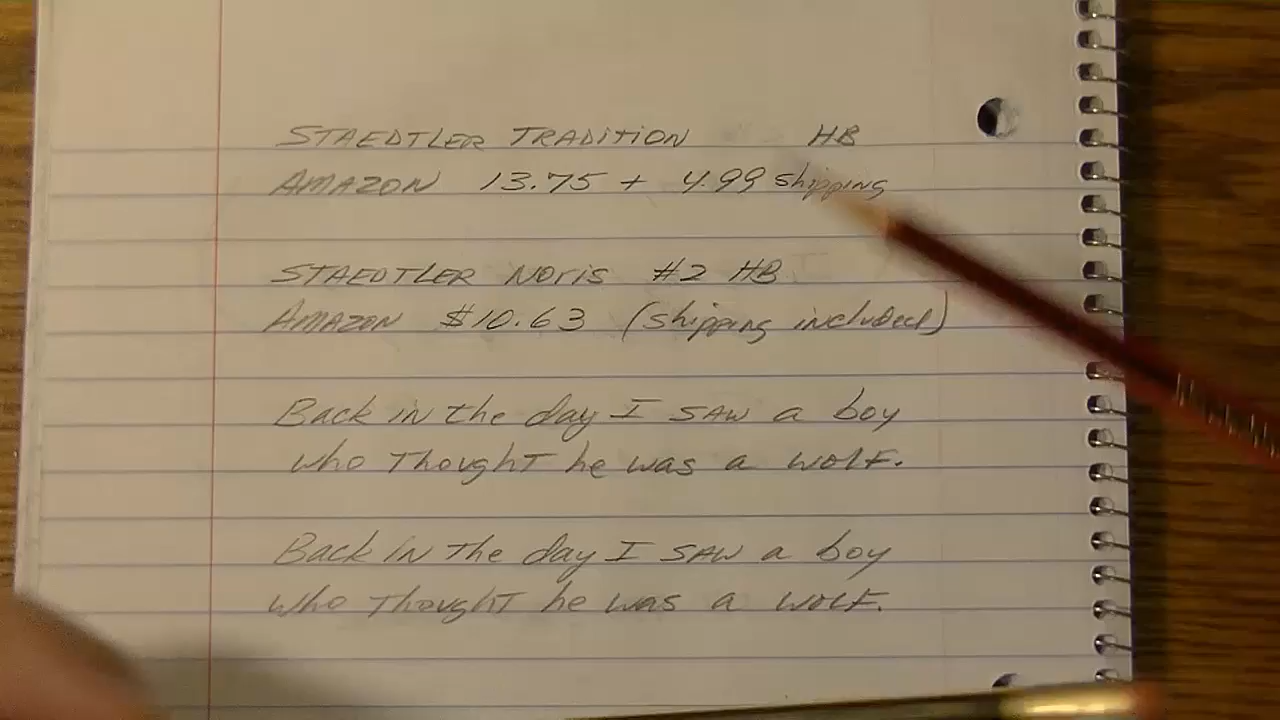 STAEDTLER TRADITION HB
AMAZON 13.75 + 4.99 shipping
STAEDTLER NORIS #2 HB
AMAZON $10.63 (shipping included)
Back in the day I SAW a boy
who Thought he was a WOLF.
Back in The day I SAW a boy
who Thought he was a WOLF.